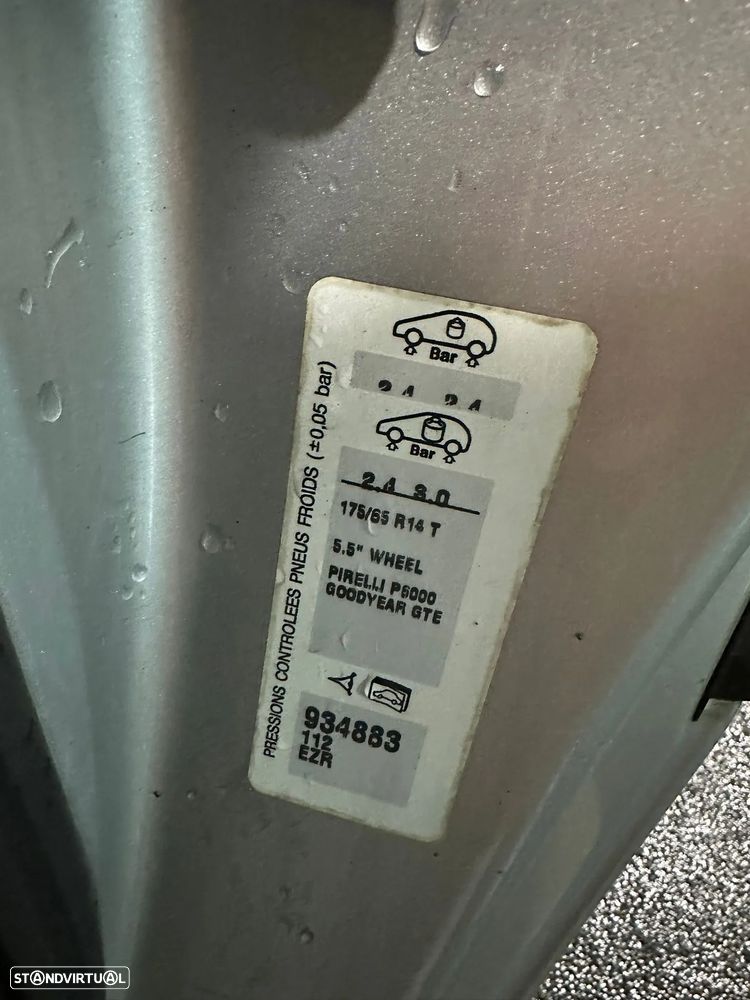 PRESSIONS CONTROLEES PNEUS FROIDS (±0,05 bar)
Bar
2.4 2.4
Bar
2.4 3.0
175/65 R14 T
5.5" WHEEL
PIRELLI P6000
GOODYEAR GTE
934883
112
EZR
STANDVIRTUAL